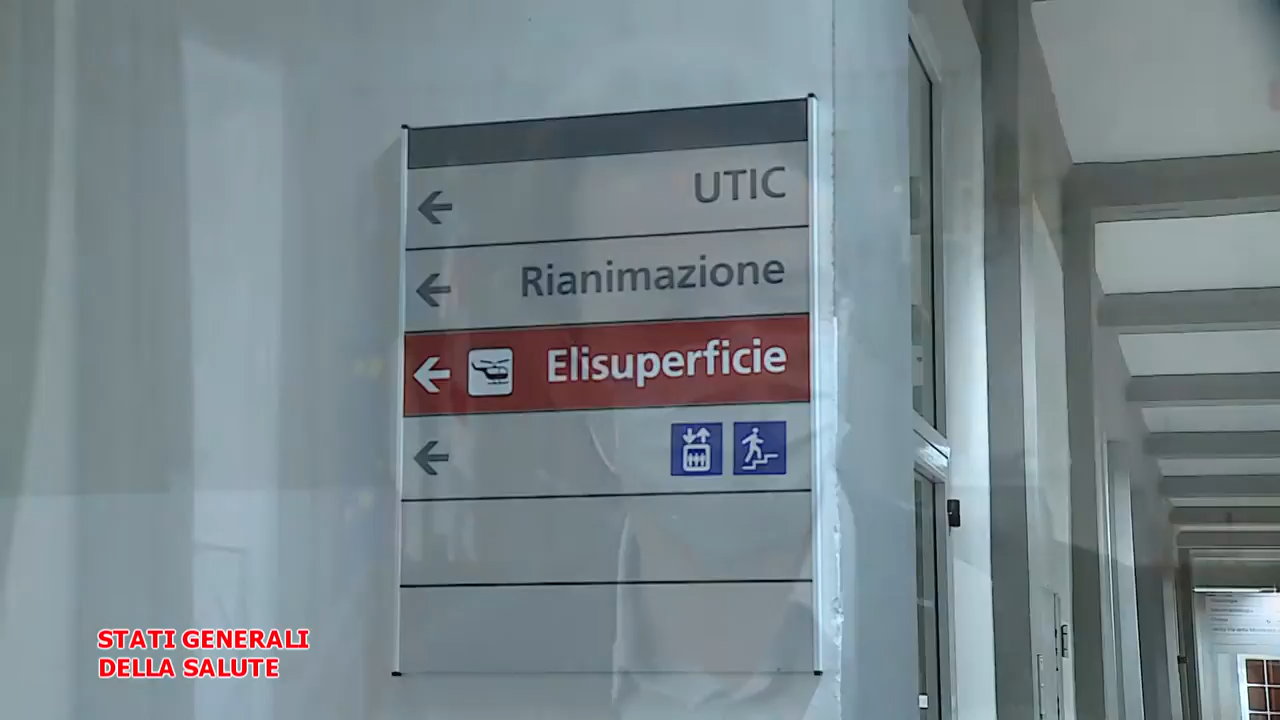 UTIC
Rianimazione
Elisuperficie
STATI GENERALI
DELLA SALUTE